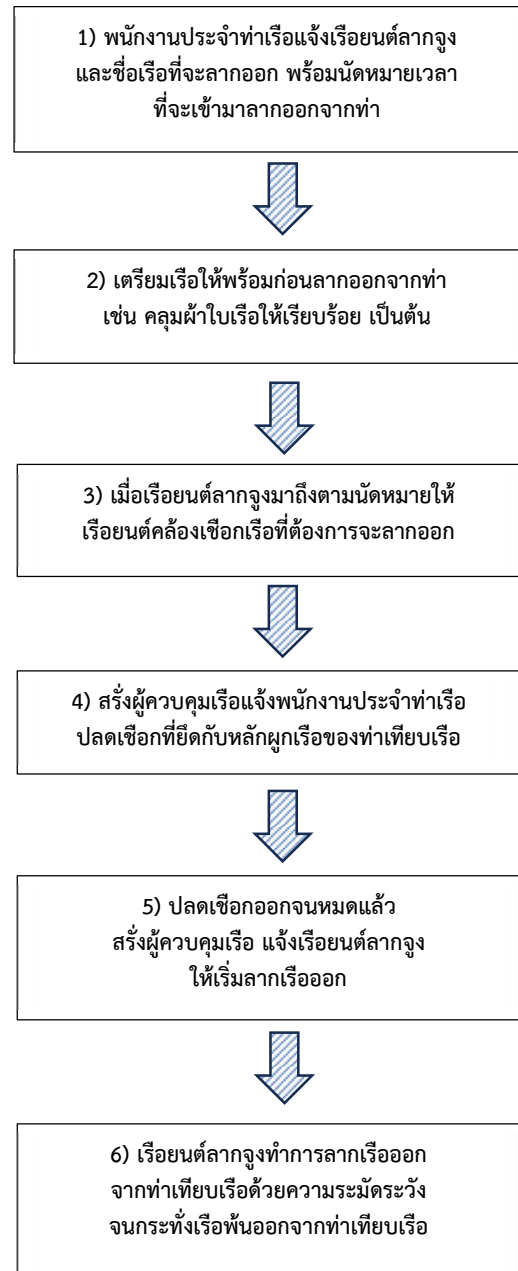 1) พนักงานประจำท่าเรือแจ้งเรือยนต์ลากจูง
และชื่อเรือที่จะลากออก พร้อมนัดหมายเวลา
ที่จะเข้ามาลากออกจากท่า
2) เตรียมเรือให้พร้อมก่อนลากออกจากท่า
เช่น คลุมผ้าใบเรือให้เรียบร้อย เป็นต้น
3) เมื่อเรือยนต์ลากจูงมาถึงตามนัดหมายให้
เรือยนต์คล้องเชือกเรือที่ต้องการจะลากออก
4) สรั่งผู้ควบคุมเรือแจ้งพนักงานประจำท่าเรือ
ปลดเชือกที่ยึดกับหลักผูกเรือของท่าเทียบเรือ
5) ปลดเชือกออกจนหมดแล้ว
สรั่งผู้ควบคุมเรือ แจ้งเรือยนต์ลากจูง
ให้เริ่มลากเรือออก
6) เรือยนต์ลากจูงทำการลากเรือออก
จากท่าเทียบเรือด้วยความระมัดระวัง
จนกระทั่งเรือพ้นออกจากท่าเทียบเรือ